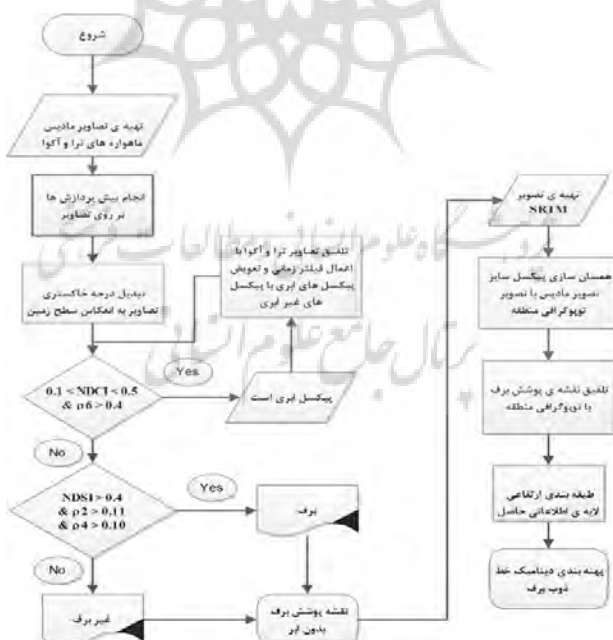 شروع
تهیه ی تصاویر مادیس
ماهواره های ترا و آکوا
انجام پیش پردازش ها
بر روی تصاویر
تبدیل درجه خاکستری
تصاویر به انعکاس سطح زمین
تلفیق تصاویر ترا و آکوا با
اعمال فیلتر زمانی و تعویض
پیکسل های ابری با پیکسل
های غیر ابری
0.1 < NDCI < 0.5
& ρ6 > 0.4
Yes
پیکسل ابری است
No
NDSI > 0.4
& ρ2 > 0.11
& ρ4 > 0.10
Yes
برف
No
غیر برف
نقشه پوشش برف
بدون ابر
تهیه ی تصویر
SRTM
همسان سازی پیکسل سایز
تصویر مادیس با تصویر
توپوگرافی منطقه
تلفیق نقشه ی پوشش برف
با توپوگرافی منطقه
طبقه بندی ارتفاعی
لایه ی اطلاعاتی حاصل
پهنه بندی دینامیک خط
ذوب برف
پرتال جامع علوم انسانی